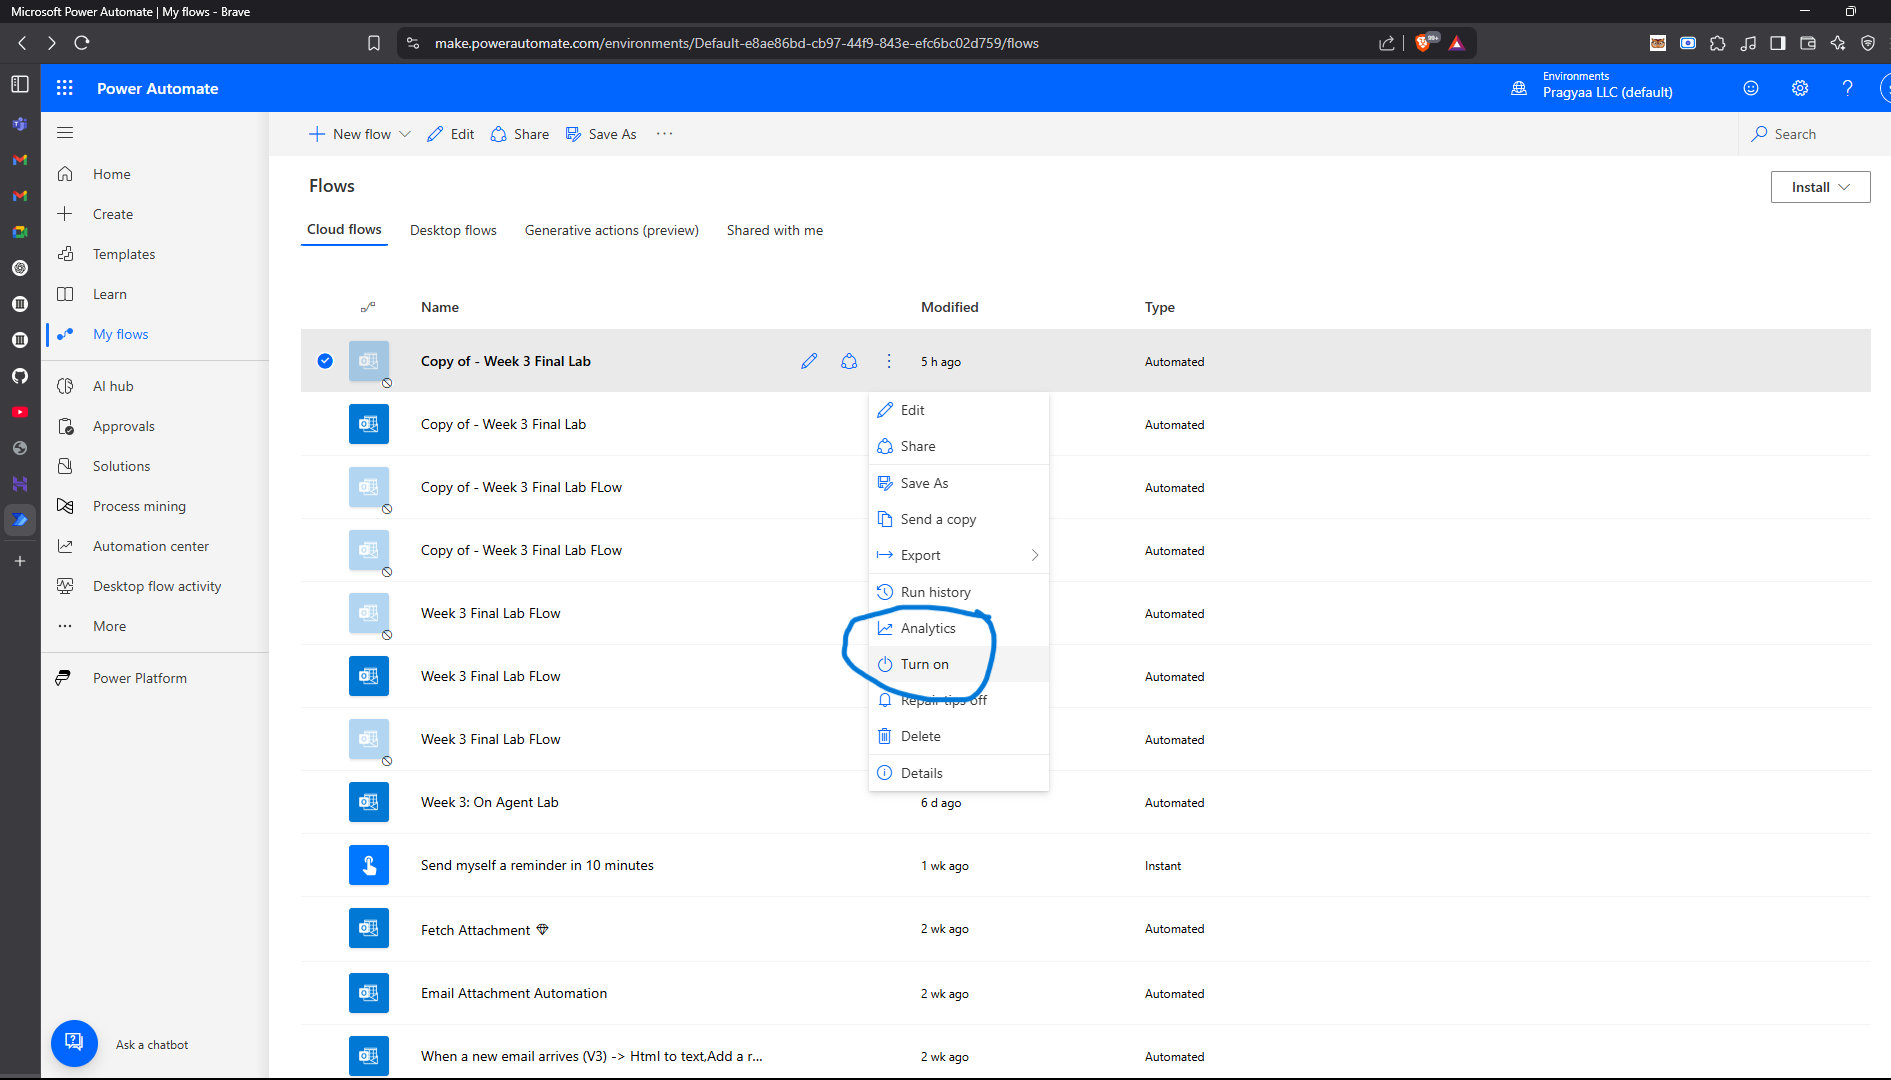 Microsoft Power Automate | My flows - Brave
make.powerautomate.com/environments/Default-e8ae86bd-cb97-44f9-843e-efc6bc02d759/flows
99+
Power Automate
Environments
Pragyaa LLC (default)
New flow
Edit
Share
Save As
Search
Home
Create
Templates
Learn
My flows
AI hub
Approvals
Solutions
Process mining
Automation center
Desktop flow activity
More
Power Platform
Ask a chatbot
Flows
Install
Cloud flows
Desktop flows
Generative actions (preview)
Shared with me
Name Modified Type
Copy of - Week 3 Final Lab 5 h ago Automated
Copy of - Week 3 Final Lab Automated
Copy of - Week 3 Final Lab FLow Automated
Copy of - Week 3 Final Lab FLow Automated
Week 3 Final Lab FLow Automated
Week 3 Final Lab FLow Automated
Week 3 Final Lab FLow Automated
Week 3: On Agent Lab 6 d ago Automated
Send myself a reminder in 10 minutes 1 wk ago Instant
Fetch Attachment 2 wk ago Automated
Email Attachment Automation 2 wk ago Automated
When a new email arrives (V3) -> Html to text,Add a r... 2 wk ago Automated
Edit
Share
Save As
Send a copy
Export
Run history
Analytics
Turn on
Repair tips off
Delete
Details